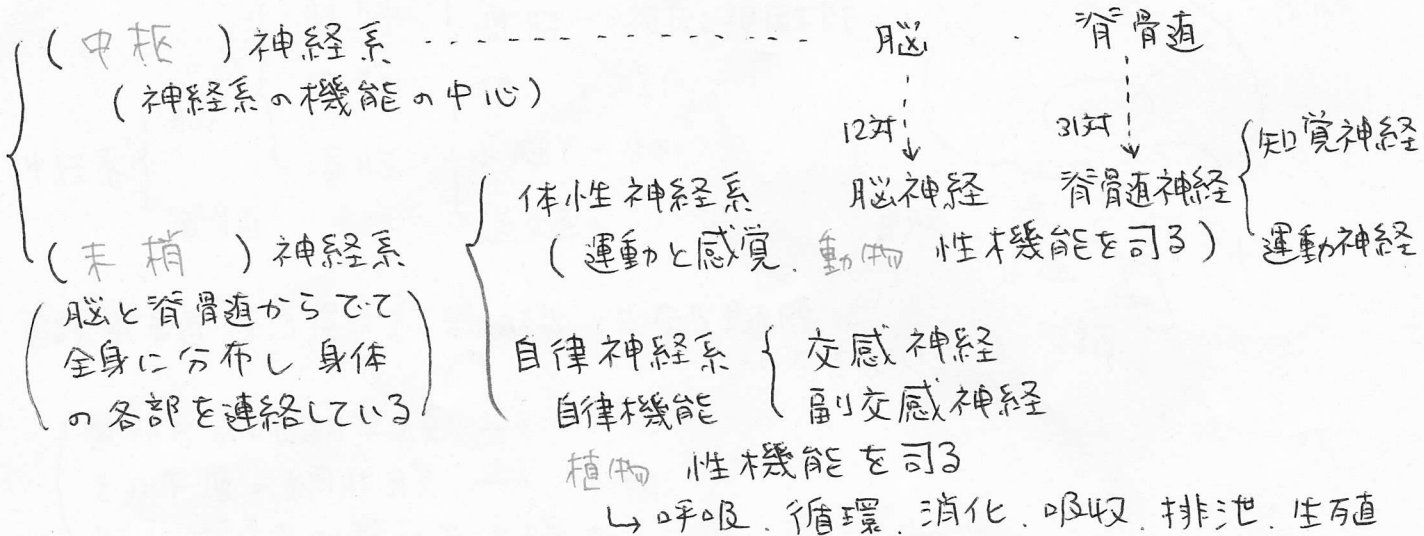 (中枢)神経系 ・・・・・・・・・・ 脳 . 脊髄
(神経系の機能の中心)
12対 31対
脳神経 脊髄神経 { 知覚神経
運動神経
(末梢)神経系 { 体性神経系
(運動と感覚、動物性機能を司る)
(脳と脊髄からでて
全身に分布し身体
の各部を連絡している)
自律神経系 { 交感神経
自律機能 副交感神経
植物性機能を司る
↳ 呼吸、循環、消化、吸収、排泄、生殖